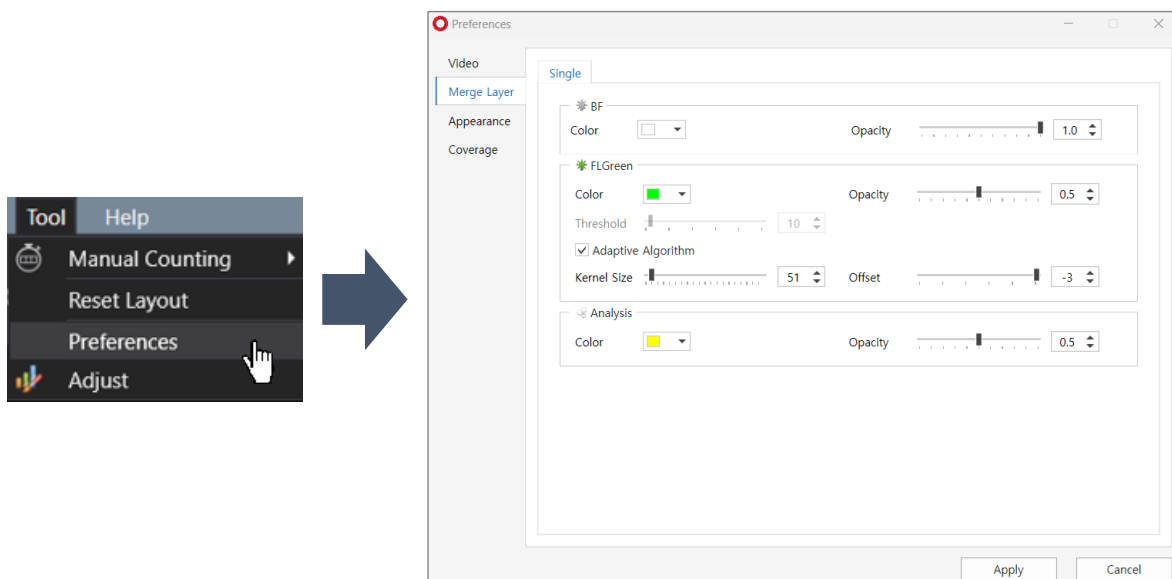 Tool Help
Manual Counting
Reset Layout
Preferences
Adjust
Preferences
Video
Merge Layer
Appearance
Coverage
Single
BF
Color Opacity 1.0
FLGreen
Color Opacity 0.5
Threshold 10
Adaptive Algorithm
Kernel Size 51 Offset -3
Analysis
Color Opacity 0.5
Apply Cancel